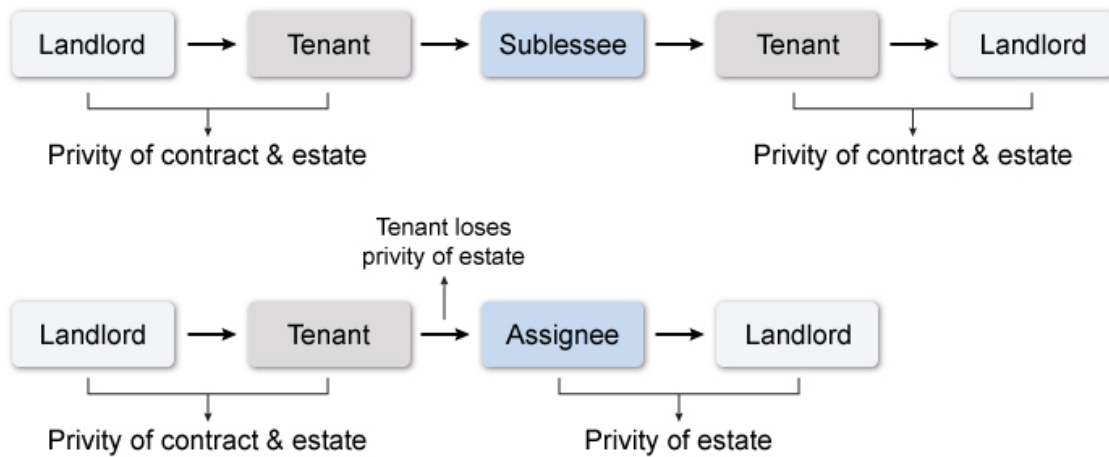 Landlord Tenant Sublessee Tenant Landlord
Privity of contract & estate Privity of contract & estate
Tenant loses
privity of estate
Landlord Tenant Assignee Landlord
Privity of contract & estate Privity of estate